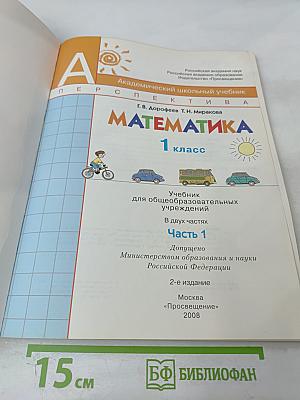 Российская академия наук
Российская академия образования
Издательство «Просвещение»
А
Академический школьный учебник
ПЕРСПЕКТИВА
Г. В. Дорофеев Т. Н. Миракова
МАТЕМАТИКА
1 класс
Учебник
для общеобразовательных
учреждений
В двух частях
Часть 1
Допущено
Министерством образования и науки
Российской Федерации
2-е издание
Москва
«Просвещение»
2008
15 см
БФ БИБЛИОФАН